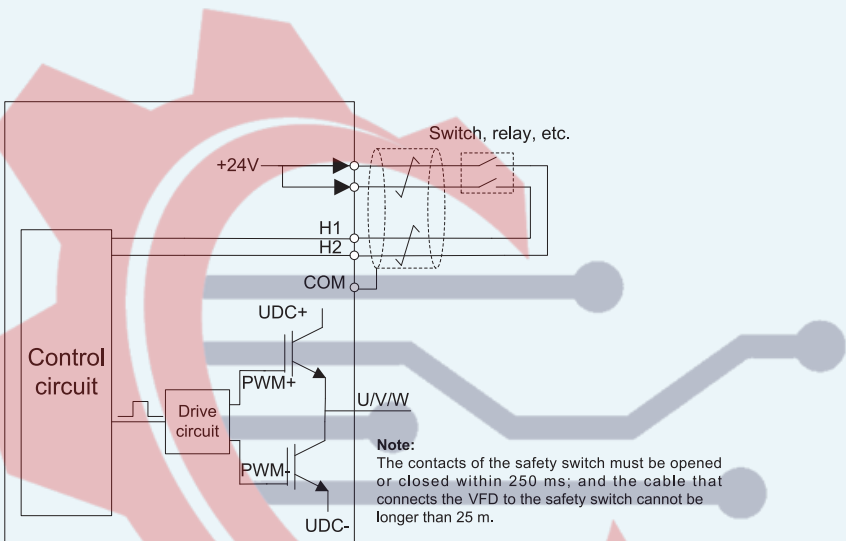 Switch, relay, etc.
+24V
H1
H2
COM
UDC+
Control
circuit
PWM+
Drive
circuit
U/V/W
PWM-
UDC-
Note:
The contacts of the safety switch must be opened
or closed within 250 ms; and the cable that
connects the VFD to the safety switch cannot be
longer than 25 m.